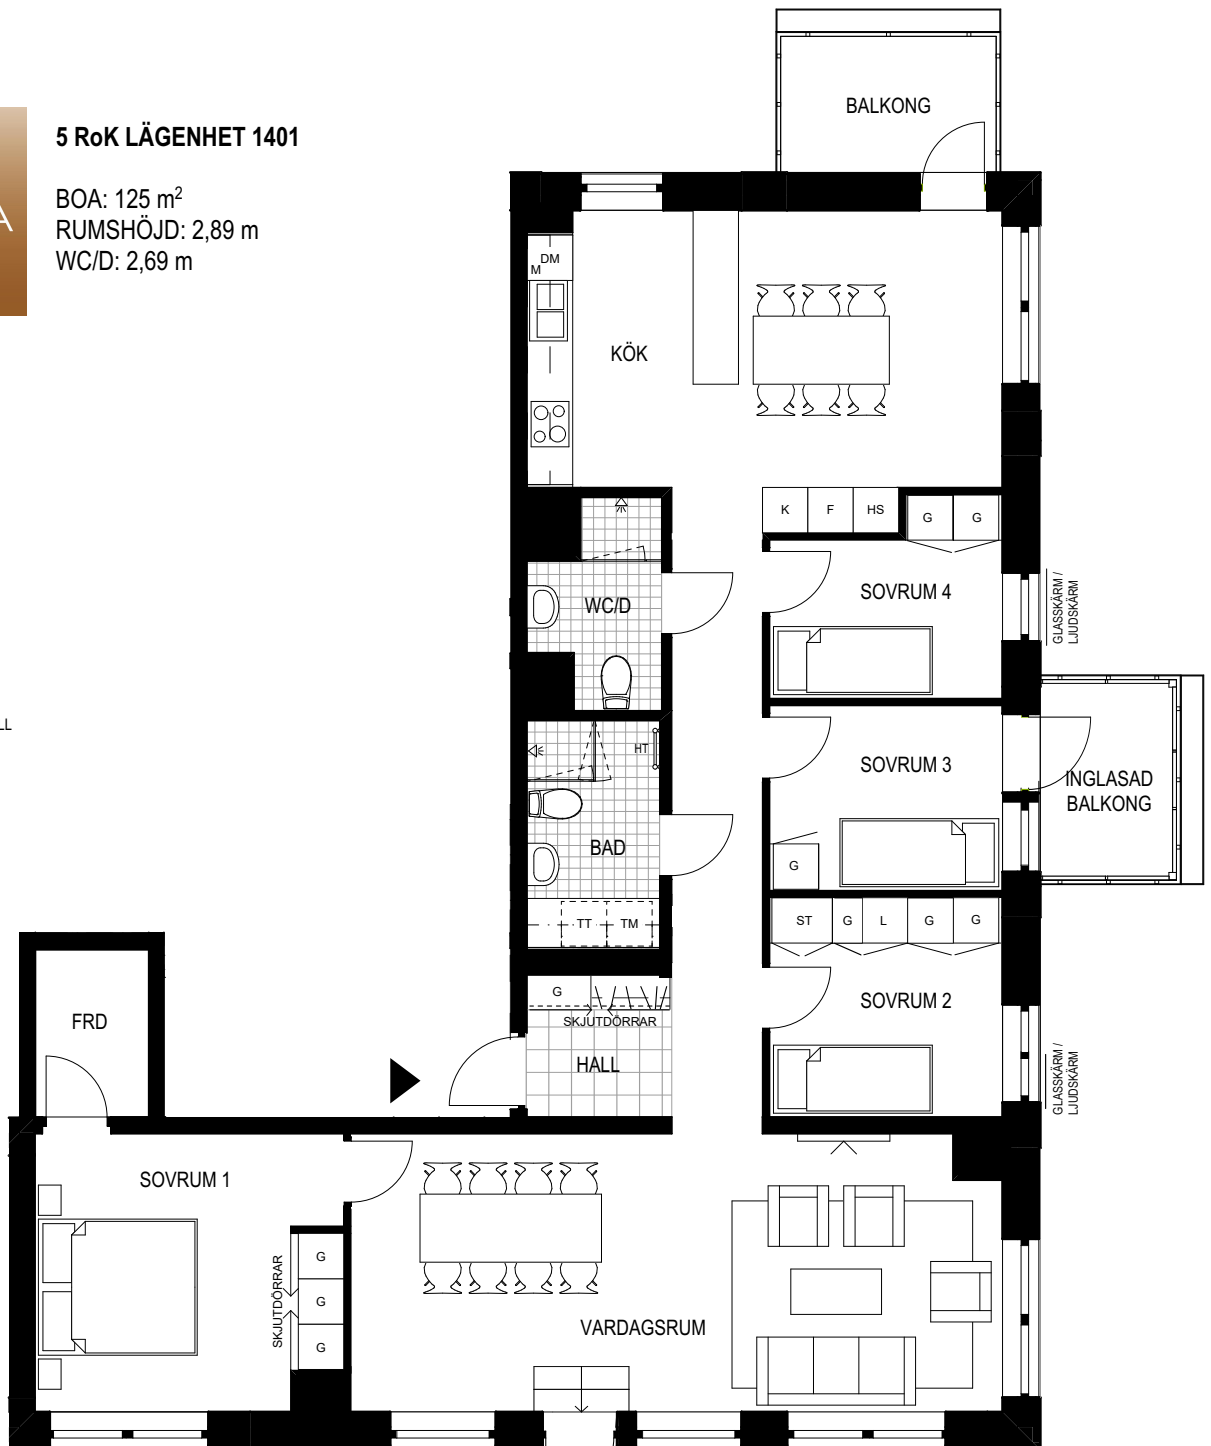 5 RoK LÄGENHET 1401
A
BOA: 125 m²
RUMSHÖJD: 2,89 m
WC/D: 2,69 m
BALKONG
DM
M
KÖK
K F HS G G
WC/D
SOVRUM 4
GLASSKÄRM /
LJUDSKÄRM
LL
HT
SOVRUM 3
INGLASAD
BALKONG
BAD
G
TT TM
ST G L G G
G
SKJUTDÖRRAR
SOVRUM 2
FRD
HALL
GLASSKÄRM /
LJUDSKÄRM
SOVRUM 1
SKJUTDÖRRAR
G
G
G
VARDAGSRUM